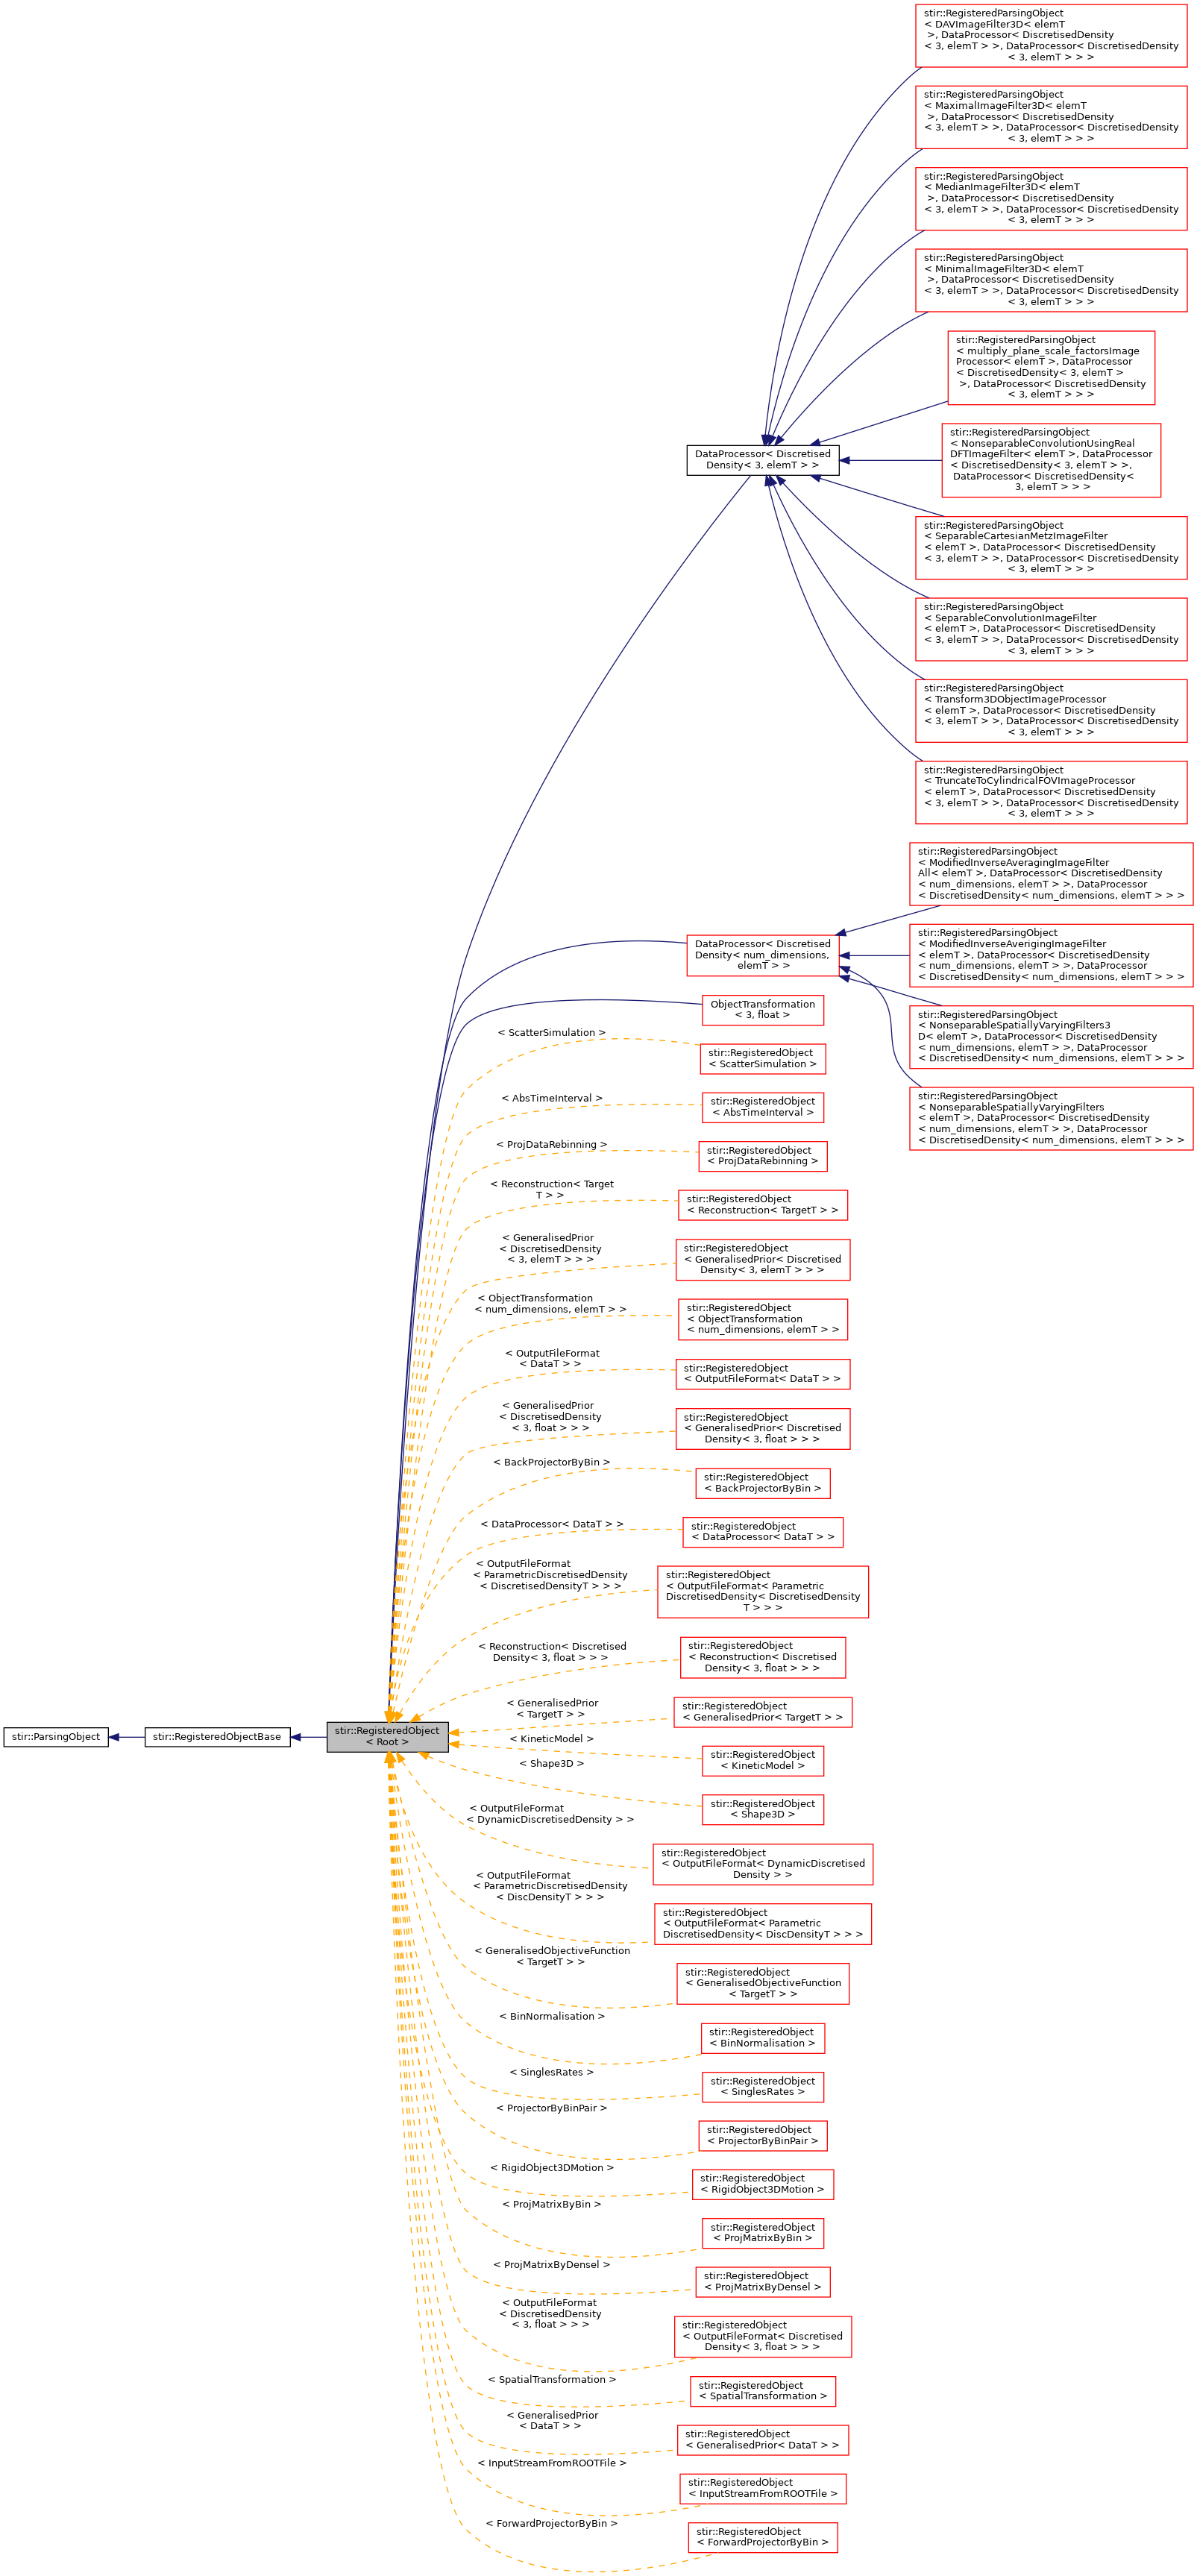 stir::RegisteredParsingObject
< DAVImageFilter3D< elemT
>, DataProcessor< DiscretisedDensity
< 3, elemT > >, DataProcessor< DiscretisedDensity
< 3, elemT > > >
stir::RegisteredParsingObject
< MaximalImageFilter3D< elemT
>, DataProcessor< DiscretisedDensity
< 3, elemT > >, DataProcessor< DiscretisedDensity
< 3, elemT > > >
stir::RegisteredParsingObject
< MedianImageFilter3D< elemT
>, DataProcessor< DiscretisedDensity
< 3, elemT > >, DataProcessor< DiscretisedDensity
< 3, elemT > > >
stir::RegisteredParsingObject
< MinimalImageFilter3D< elemT
>, DataProcessor< DiscretisedDensity
< 3, elemT > >, DataProcessor< DiscretisedDensity
< 3, elemT > > >
stir::RegisteredParsingObject
< multiply_plane_scale_factorsImage
Processor< elemT >, DataProcessor
< DiscretisedDensity< 3, elemT >
>, DataProcessor< DiscretisedDensity
< 3, elemT > > >
stir::RegisteredParsingObject
< NonseparableConvolutionUsingReal
DFTImageFilter< elemT >, DataProcessor
< DiscretisedDensity< 3, elemT > >,
DataProcessor< DiscretisedDensity<
3, elemT > > >
DataProcessor< Discretised
Density< 3, elemT > >
stir::RegisteredParsingObject
< SeparableCartesianMetzImageFilter
< elemT >, DataProcessor< DiscretisedDensity
< 3, elemT > >, DataProcessor< DiscretisedDensity
< 3, elemT > > >
stir::RegisteredParsingObject
< SeparableConvolutionImageFilter
< elemT >, DataProcessor< DiscretisedDensity
< 3, elemT > >, DataProcessor< DiscretisedDensity
< 3, elemT > > >
stir::RegisteredParsingObject
< Transform3DObjectImageProcessor
< elemT >, DataProcessor< DiscretisedDensity
< 3, elemT > >, DataProcessor< DiscretisedDensity
< 3, elemT > > >
stir::RegisteredParsingObject
< TruncateToCylindricalFOVImageProcessor
< elemT >, DataProcessor< DiscretisedDensity
< 3, elemT > >, DataProcessor< DiscretisedDensity
< 3, elemT > > >
stir::RegisteredParsingObject
< ModifiedInverseAveragingImageFilter
All< elemT >, DataProcessor< DiscretisedDensity
< num_dimensions, elemT > >, DataProcessor
< DiscretisedDensity< num_dimensions, elemT > > >
DataProcessor< Discretised
Density< num_dimensions,
elemT > >
stir::RegisteredParsingObject
< ModifiedInverseAverigingImageFilter
< elemT >, DataProcessor< DiscretisedDensity
< num_dimensions, elemT > >, DataProcessor
< DiscretisedDensity< num_dimensions, elemT > > >
stir::RegisteredParsingObject
< NonseparableSpatiallyVaryingFilters3
D< elemT >, DataProcessor< DiscretisedDensity
< num_dimensions, elemT > >, DataProcessor
< DiscretisedDensity< num_dimensions, elemT > > >
stir::RegisteredParsingObject
< NonseparableSpatiallyVaryingFilters
< elemT >, DataProcessor< DiscretisedDensity
< num_dimensions, elemT > >, DataProcessor
< DiscretisedDensity< num_dimensions, elemT > > >
ObjectTransformation
< 3, float >
< ScatterSimulation >
stir::RegisteredObject
< ScatterSimulation >
< AbsTimeInterval >
stir::RegisteredObject
< AbsTimeInterval >
< ProjDataRebinning >
stir::RegisteredObject
< ProjDataRebinning >
< Reconstruction< Target
T > >
stir::RegisteredObject
< Reconstruction< TargetT > >
< GeneralisedPrior
< DiscretisedDensity
< 3, elemT > > >
stir::RegisteredObject
< GeneralisedPrior< Discretised
Density< 3, elemT > > >
< ObjectTransformation
< num_dimensions, elemT > >
stir::RegisteredObject
< ObjectTransformation
< num_dimensions, elemT > >
< OutputFileFormat
< DataT > >
stir::RegisteredObject
< OutputFileFormat< DataT > >
< GeneralisedPrior
< DiscretisedDensity
< 3, float > > >
stir::RegisteredObject
< GeneralisedPrior< Discretised
Density< 3, float > > >
< BackProjectorByBin >
stir::RegisteredObject
< BackProjectorByBin >
< DataProcessor< DataT > >
stir::RegisteredObject
< DataProcessor< DataT > >
< OutputFileFormat
< ParametricDiscretisedDensity
< DiscretisedDensityT > > >
stir::RegisteredObject
< OutputFileFormat< Parametric
DiscretisedDensity< DiscretisedDensity
T > > >
< Reconstruction< Discretised
Density< 3, float > > >
stir::RegisteredObject
< Reconstruction< Discretised
Density< 3, float > > >
< GeneralisedPrior
< TargetT > >
stir::RegisteredObject
< GeneralisedPrior< TargetT > >
stir::ParsingObject
stir::RegisteredObjectBase
stir::RegisteredObject
< Root >
< KineticModel >
stir::RegisteredObject
< KineticModel >
< Shape3D >
stir::RegisteredObject
< Shape3D >
< OutputFileFormat
< DynamicDiscretisedDensity > >
stir::RegisteredObject
< OutputFileFormat< DynamicDiscretised
Density > >
< OutputFileFormat
< ParametricDiscretisedDensity
< DiscDensityT > > >
stir::RegisteredObject
< OutputFileFormat< Parametric
DiscretisedDensity< DiscDensityT > > >
< GeneralisedObjectiveFunction
< TargetT > >
stir::RegisteredObject
< GeneralisedObjectiveFunction
< TargetT > >
< BinNormalisation >
stir::RegisteredObject
< BinNormalisation >
< SinglesRates >
stir::RegisteredObject
< SinglesRates >
< ProjectorByBinPair >
stir::RegisteredObject
< ProjectorByBinPair >
< RigidObject3DMotion >
stir::RegisteredObject
< RigidObject3DMotion >
< ProjMatrixByBin >
stir::RegisteredObject
< ProjMatrixByBin >
< ProjMatrixByDensel >
stir::RegisteredObject
< ProjMatrixByDensel >
< OutputFileFormat
< DiscretisedDensity
< 3, float > > >
stir::RegisteredObject
< OutputFileFormat< Discretised
Density< 3, float > > >
< SpatialTransformation >
stir::RegisteredObject
< SpatialTransformation >
< GeneralisedPrior
< DataT > >
stir::RegisteredObject
< GeneralisedPrior< DataT > >
< InputStreamFromROOTFile >
stir::RegisteredObject
< InputStreamFromROOTFile >
< ForwardProjectorByBin >
stir::RegisteredObject
< ForwardProjectorByBin >